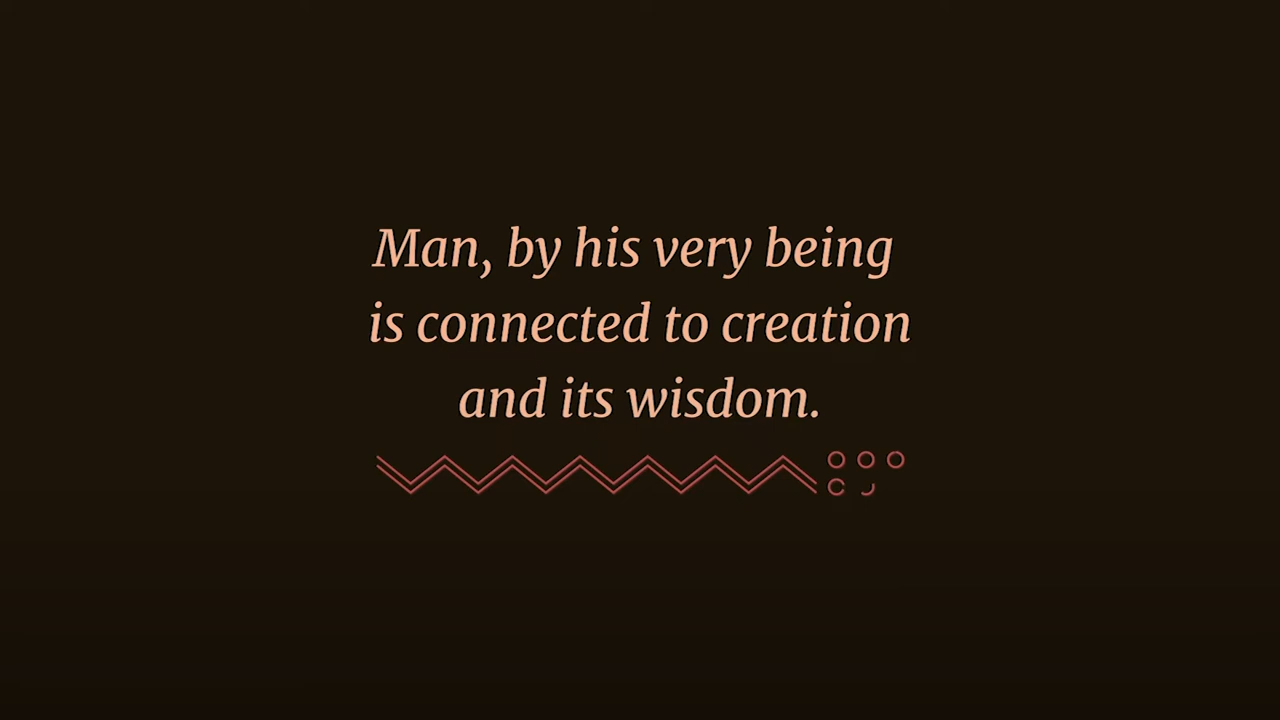 Man, by his very being
is connected to creation
and its wisdom.